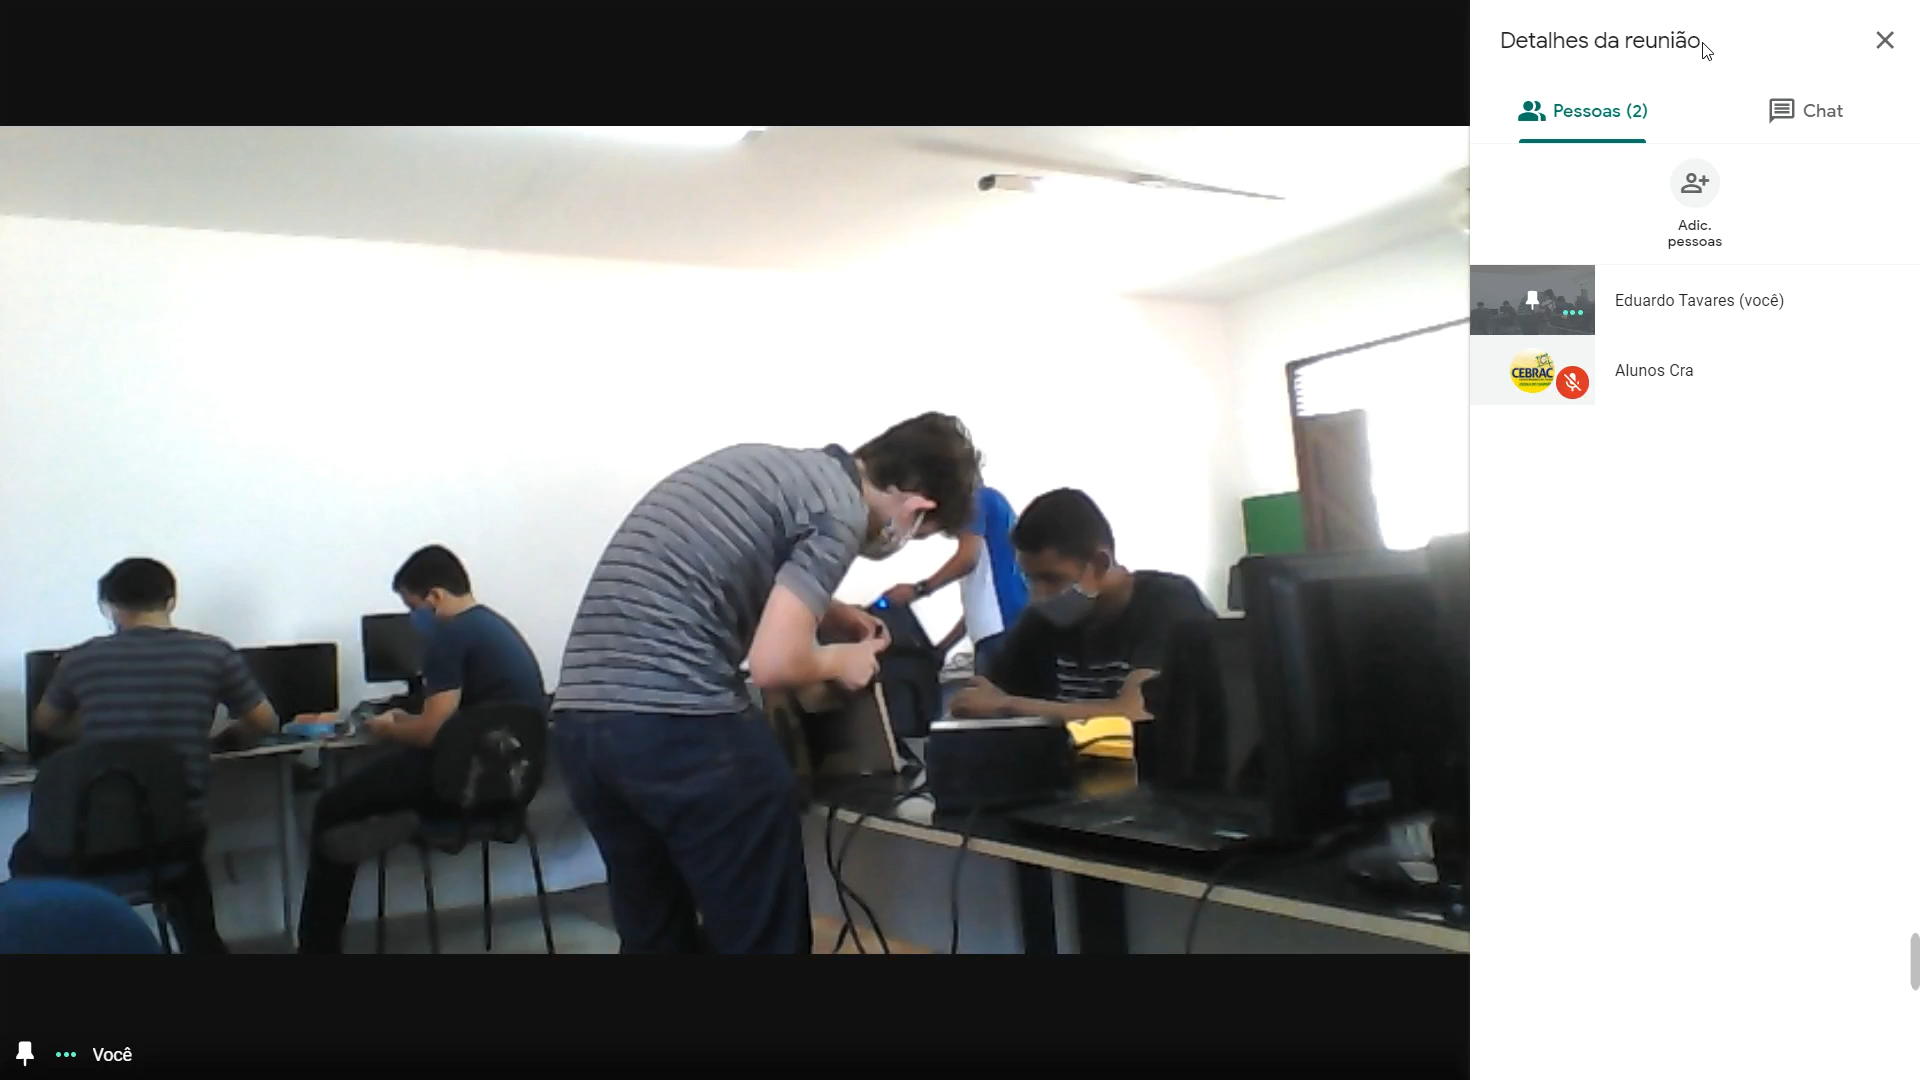 Detalhes da reunião
Pessoas (2)
Chat
Adic.
pessoas
Eduardo Tavares (você)
CEBRAC
Alunos Cra
Você